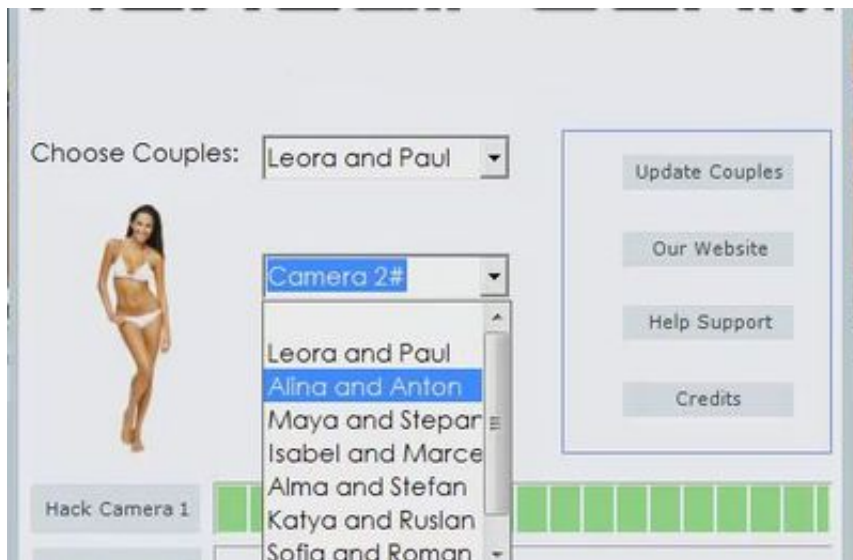 Choose Couples:
Leora and Paul
Update Couples
Our Website
Camera 2#
Help Support
Leora and Paul
Alina and Anton
Credits
Maya and Stepan
Isabel and Marce
Alma and Stefan
Hack Camera 1
Katya and Ruslan
Sofia and Roman